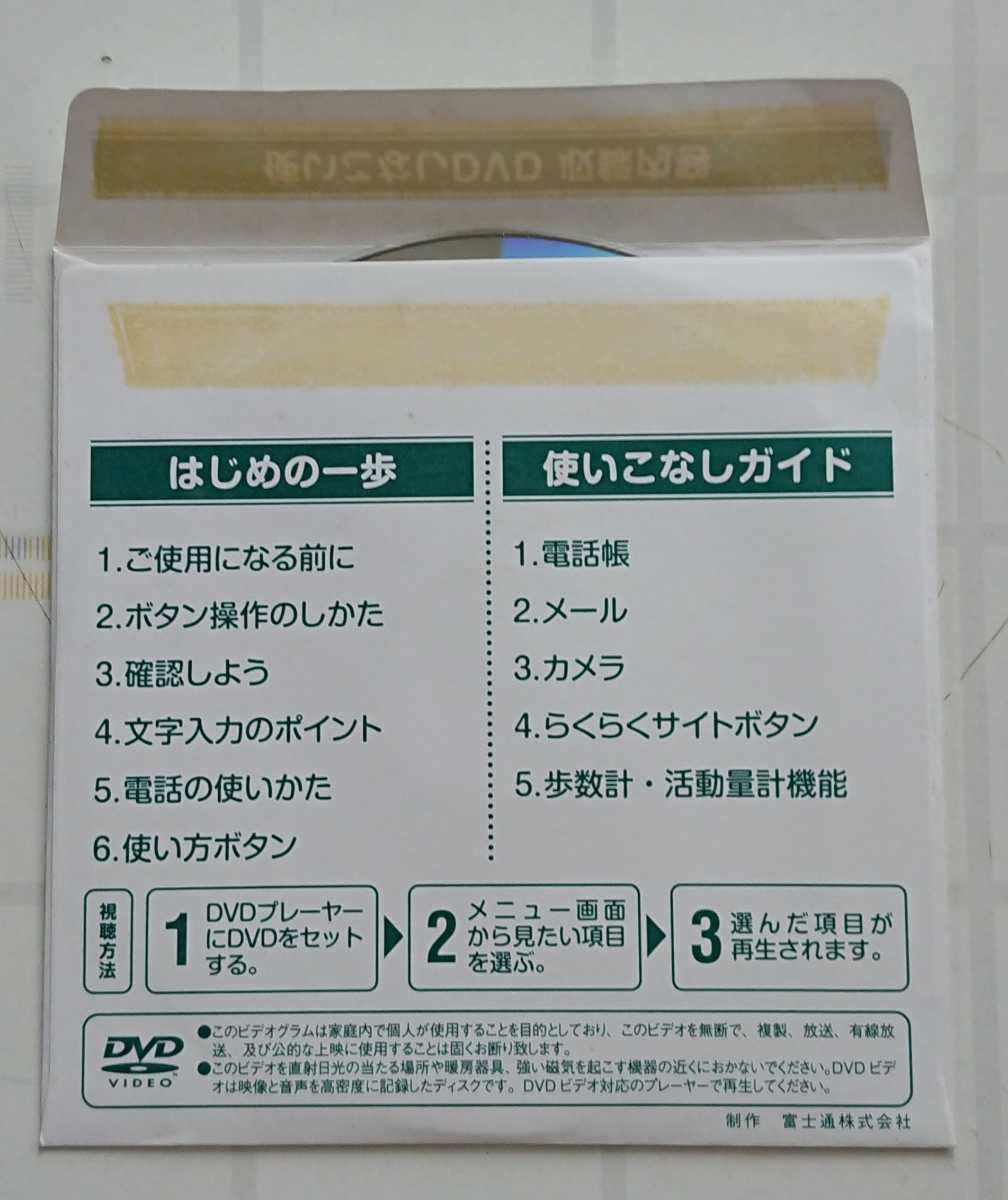 使いこなしDVD 収録内容
はじめの一歩
1.ご使用になる前に
2.ボタン操作のしかた
3.確認しよう
4.文字入力のポイント
5.電話の使いかた
6.使い方ボタン
使いこなしガイド
1.電話帳
2.メール
3.カメラ
4.らくらくサイトボタン
5.歩数計・活動量計機能
視聴方法
1 DVDプレーヤー
にDVDをセット
する。
2 メニュー画面
から見たい項目
を選ぶ。
3 選んだ項目が
再生されます。
DVD
VIDEO™
●このビデオグラムは家庭内で個人が使用することを目的としており、このビデオを無断で、複製、放送、有線放
送、及び公的な上映に使用することは固くお断り致します。
●このビデオを直射日光の当たる場所や暖房器具、強い磁気を起こす機器の近くにおかないでください。DVD ビデ
オは映像と音声を高密度に記録したディスクです。DVD ビデオ対応のプレーヤーで再生してください。
制作 富士通株式会社